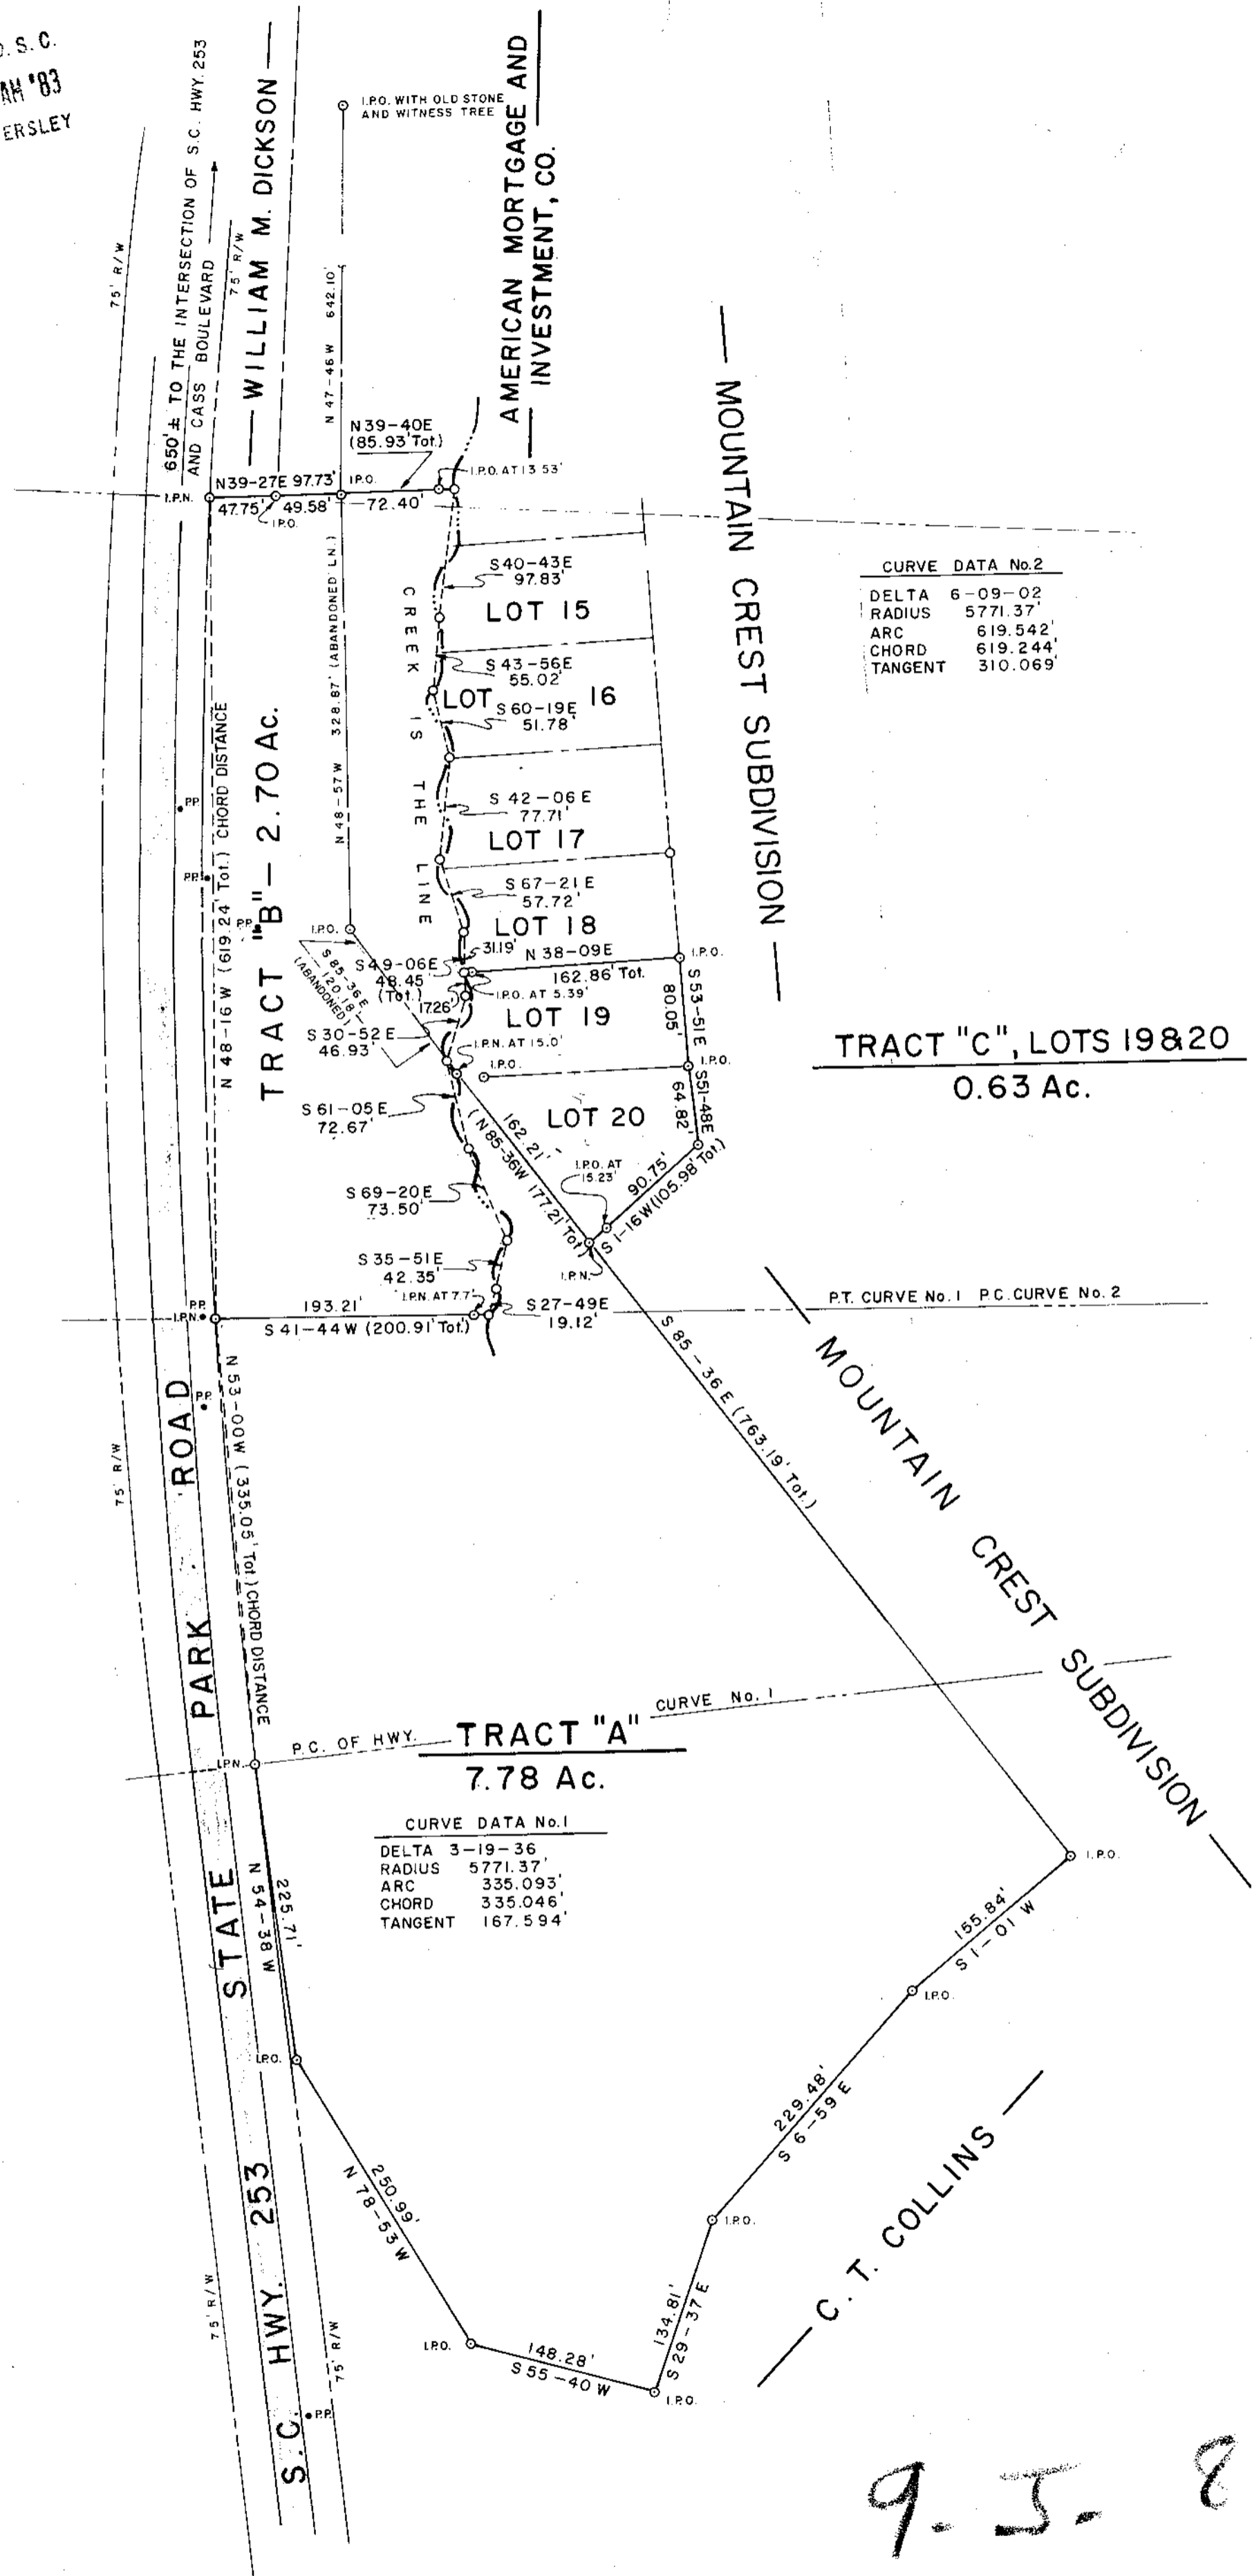 S. C.
AM '83
ERSLEY
75' R/W
650'± TO THE INTERSECTION OF S.C. HWY. 253
AND CASS BOULEVARD
75' R/W
WILLIAM M. DICKSON
I.P.O. WITH OLD STONE
AND WITNESS TREE
AMERICAN MORTGAGE AND
INVESTMENT, CO.
N 47-46 W 642.10'
N39-40E
(85.93' Tot.)
I.P.O. AT 13.53'
N39-27E 97.73'
I.P.O.
I.P.N.
47.75'
49.58'
72.40'
I.P.O.
MOUNTAIN CREST SUBDIVISION
CURVE DATA No.2
DELTA 6-09-02
RADIUS 5771.37'
ARC 619.542'
CHORD 619.244'
TANGENT 310.069'
N 48-57 W 328.87' (ABANDONED LN.)
CREEK IS THE LINE
S40-43E
97.83'
LOT 15
S 43-56E
55.02'
LOT 16
S 60-19E
51.78'
S 42-06 E
77.71'
LOT 17
S 67-21 E
57.72'
LOT 18
N 48-16 W (619.24' Tot.) CHORD DISTANCE
TRACT "B" - 2.70 Ac.
P.P.
P.P.
P.P.
I.P.O.
S 85-36 E
120.18'
(ABANDONED)
S 49-06E
48.45'
(Tot.)
31.19'
N 38-09E
162.86' Tot.
I.P.O.
I.P.O. AT 5.39'
17.26'
LOT 19
S 53-51E
80.05'
S 30-52 E
46.93'
I.P.N. AT 15.0'
I.P.O.
I.P.O.
TRACT "C", LOTS 19&20
0.63 Ac.
S 61-05 E
72.67'
LOT 20
S51-48E
64.82'
162.21'
(N85-36W 177.21' Tot.)
I.P.O. AT
15.23'
90.75'
S 1-16 W (105.98' Tot.)
S 69-20E
73.50'
I.P.N.
S 35-51E
42.35'
I.P.N. AT 7.7'
S 27-49E
19.12'
P.P.
I.P.N.
193.21'
S 41-44 W (200.91' Tot.)
P.T. CURVE No. 1 P.C. CURVE No. 2
P.P.
N 53-00W (335.05' Tot.) CHORD DISTANCE
75' R/W
S 85-36 E (763.19' Tot.)
MOUNTAIN CREST SUBDIVISION
I.P.N.
P.C. OF HWY.
CURVE No. 1
TRACT "A"
7.78 Ac.
CURVE DATA No.1
DELTA 3-19-36
RADIUS 5771.37'
ARC 335.093'
CHORD 335.046'
TANGENT 167.594'
225.71'
N 54-38 W
I.P.O.
I.P.O.
155.84'
S 1-01 W
I.P.O.
229.48'
S 6-59 E
I.P.O.
250.99'
N 78-53 W
134.81'
S 29-37 E
I.P.O.
148.28'
S 55-40 W
I.P.O.
C. T. COLLINS
75' R/W
75' R/W
P.P.
S.C. HWY. 253 STATE PARK ROAD
9-5- 8